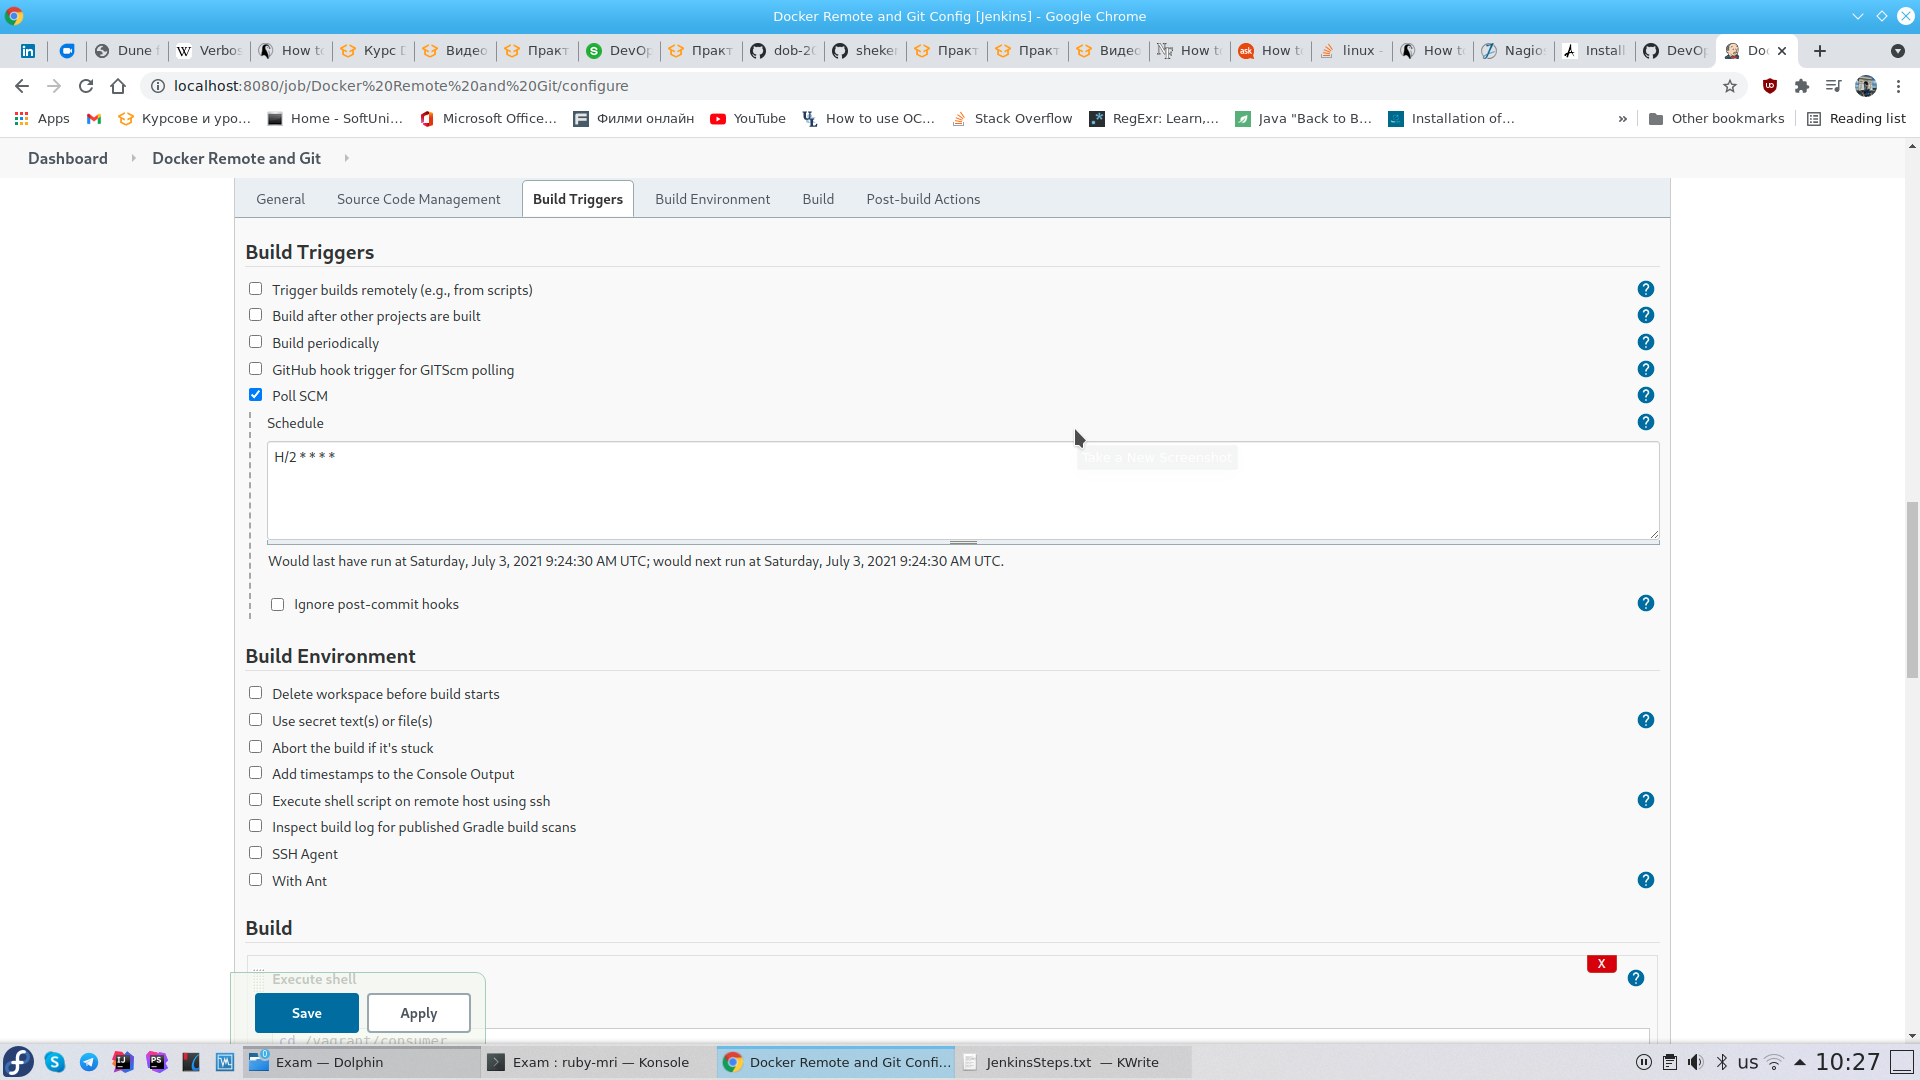 Docker Remote and Git Config [Jenkins] - Google Chrome
Dune f
Verbos
How to
Курс D
Видео
Практ
DevOp
Практ
dob-20
sheker
Практ
Практ
Видео
How to
How to
linux -
How to
Nagio
Install
DevOp
Doc
localhost:8080/job/Docker%20Remote%20and%20Git/configure
Apps
Курсове и уро...
Home - SoftUni...
Microsoft Office...
Филми онлайн
YouTube
How to use OC...
Stack Overflow
RegExr: Learn,...
Java "Back to B...
Installation of...
»
Other bookmarks
Reading list
Dashboard
Docker Remote and Git
General
Source Code Management
Build Triggers
Build Environment
Build
Post-build Actions
Build Triggers
Trigger builds remotely (e.g., from scripts)
Build after other projects are built
Build periodically
GitHub hook trigger for GITScm polling
Poll SCM
Schedule
H/2 * * * *
Take a New Screenshot
Would last have run at Saturday, July 3, 2021 9:24:30 AM UTC; would next run at Saturday, July 3, 2021 9:24:30 AM UTC.
Ignore post-commit hooks
Build Environment
Delete workspace before build starts
Use secret text(s) or file(s)
Abort the build if it's stuck
Add timestamps to the Console Output
Execute shell script on remote host using ssh
Inspect build log for published Gradle build scans
SSH Agent
With Ant
Build
X
Execute shell
Save
Apply
cd /vagrant/consumer
Exam — Dolphin
Exam : ruby-mri — Konsole
Docker Remote and Git Confi...
JenkinsSteps.txt — KWrite
us
10:27